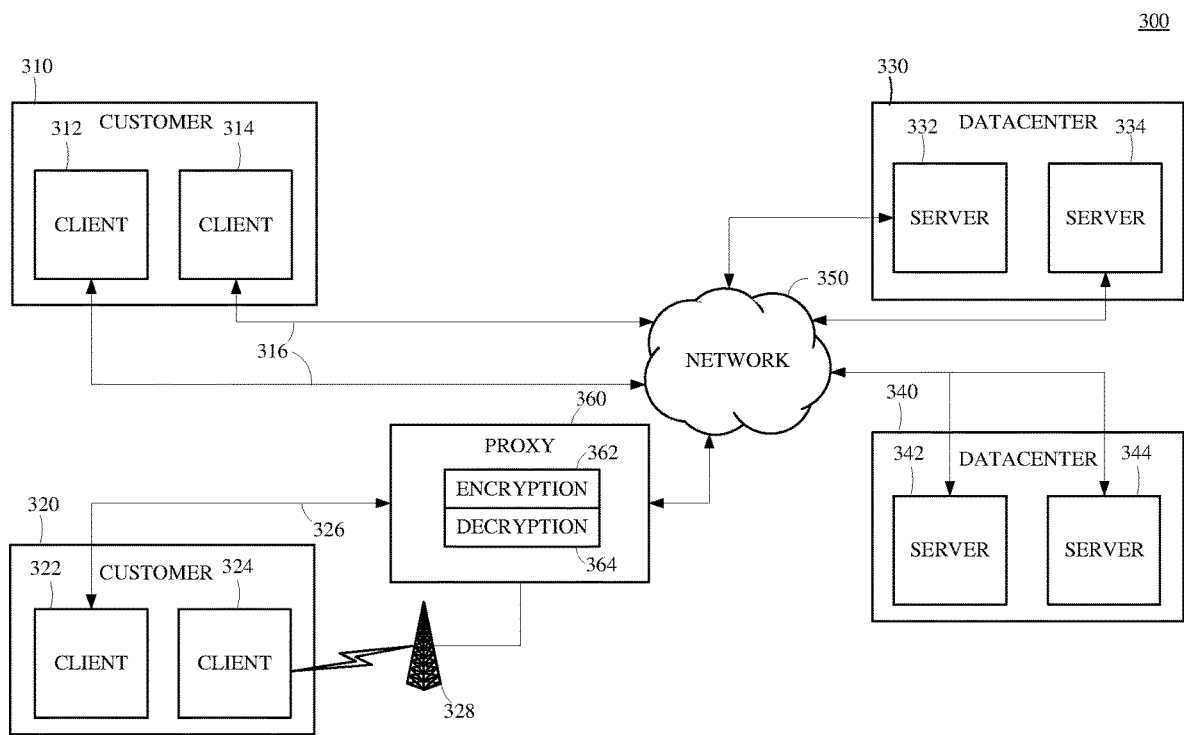 300
310
330
CUSTOMER
DATACENTER
312
314
332
334
CLIENT
CLIENT
SERVER
SERVER
350
316
NETWORK
360
340
PROXY
362
DATACENTER
342
344
ENCRYPTION
320
326
DECRYPTION
364
CUSTOMER
322
324
SERVER
SERVER
CLIENT
CLIENT
328